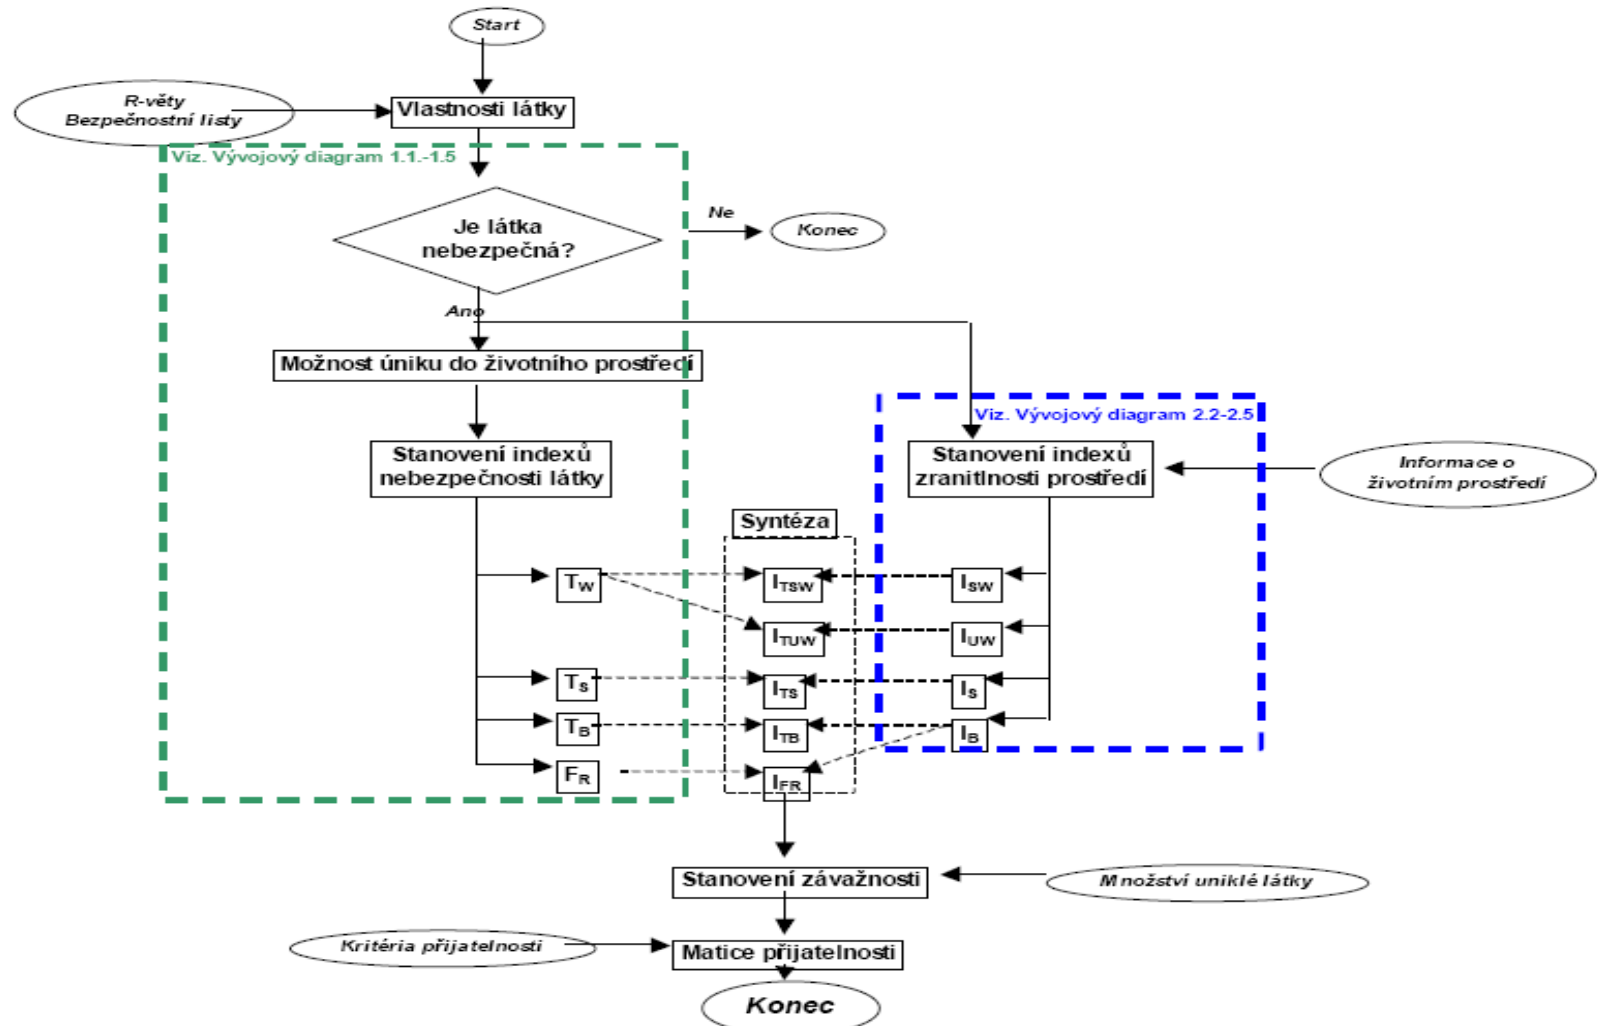 Start
R-věty
Bezpečnostní listy
Vlastnosti látky
Viz. Vývojový diagram 1.1.-1.5
Je látka
nebezpečná?
Ne
Konec
Ano
Možnost úniku do životního prostředí
Viz. Vývojový diagram 2.2-2.5
Stanovení indexů
nebezpečnosti látky
Stanovení indexů
zranitlnosti prostředí
Informace o
životním prostředí
Syntéza
TW
ITSW
ISW
ITUW
IUW
TS
ITS
IS
TB
ITB
IB
FR
IFR
Stanovení závažnosti
Množství uniklé látky
Kritéria přijatelnosti
Matice přijatelnosti
Konec